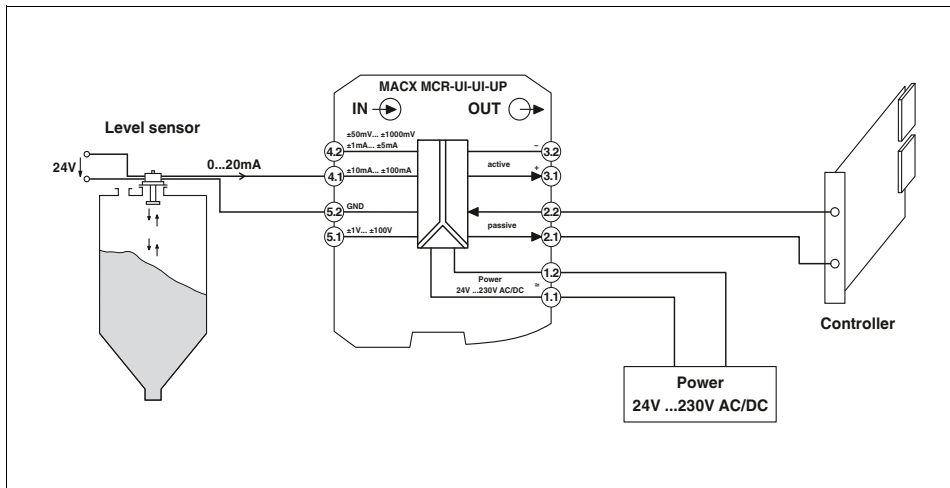 MACX MCR-UI-UI-UP
IN
OUT
Level sensor
24V
0...20mA
±50mV... ±1000mV
4.2
±1mA... ±5mA
4.1
±10mA... ±100mA
5.2
GND
5.1
±1V... ±100V
–
3.2
active
+
3.1
2.2
passive
2.1
Power
24V ...230V AC/DC
≂
1.2
1.1
Controller
Power
24V ...230V AC/DC